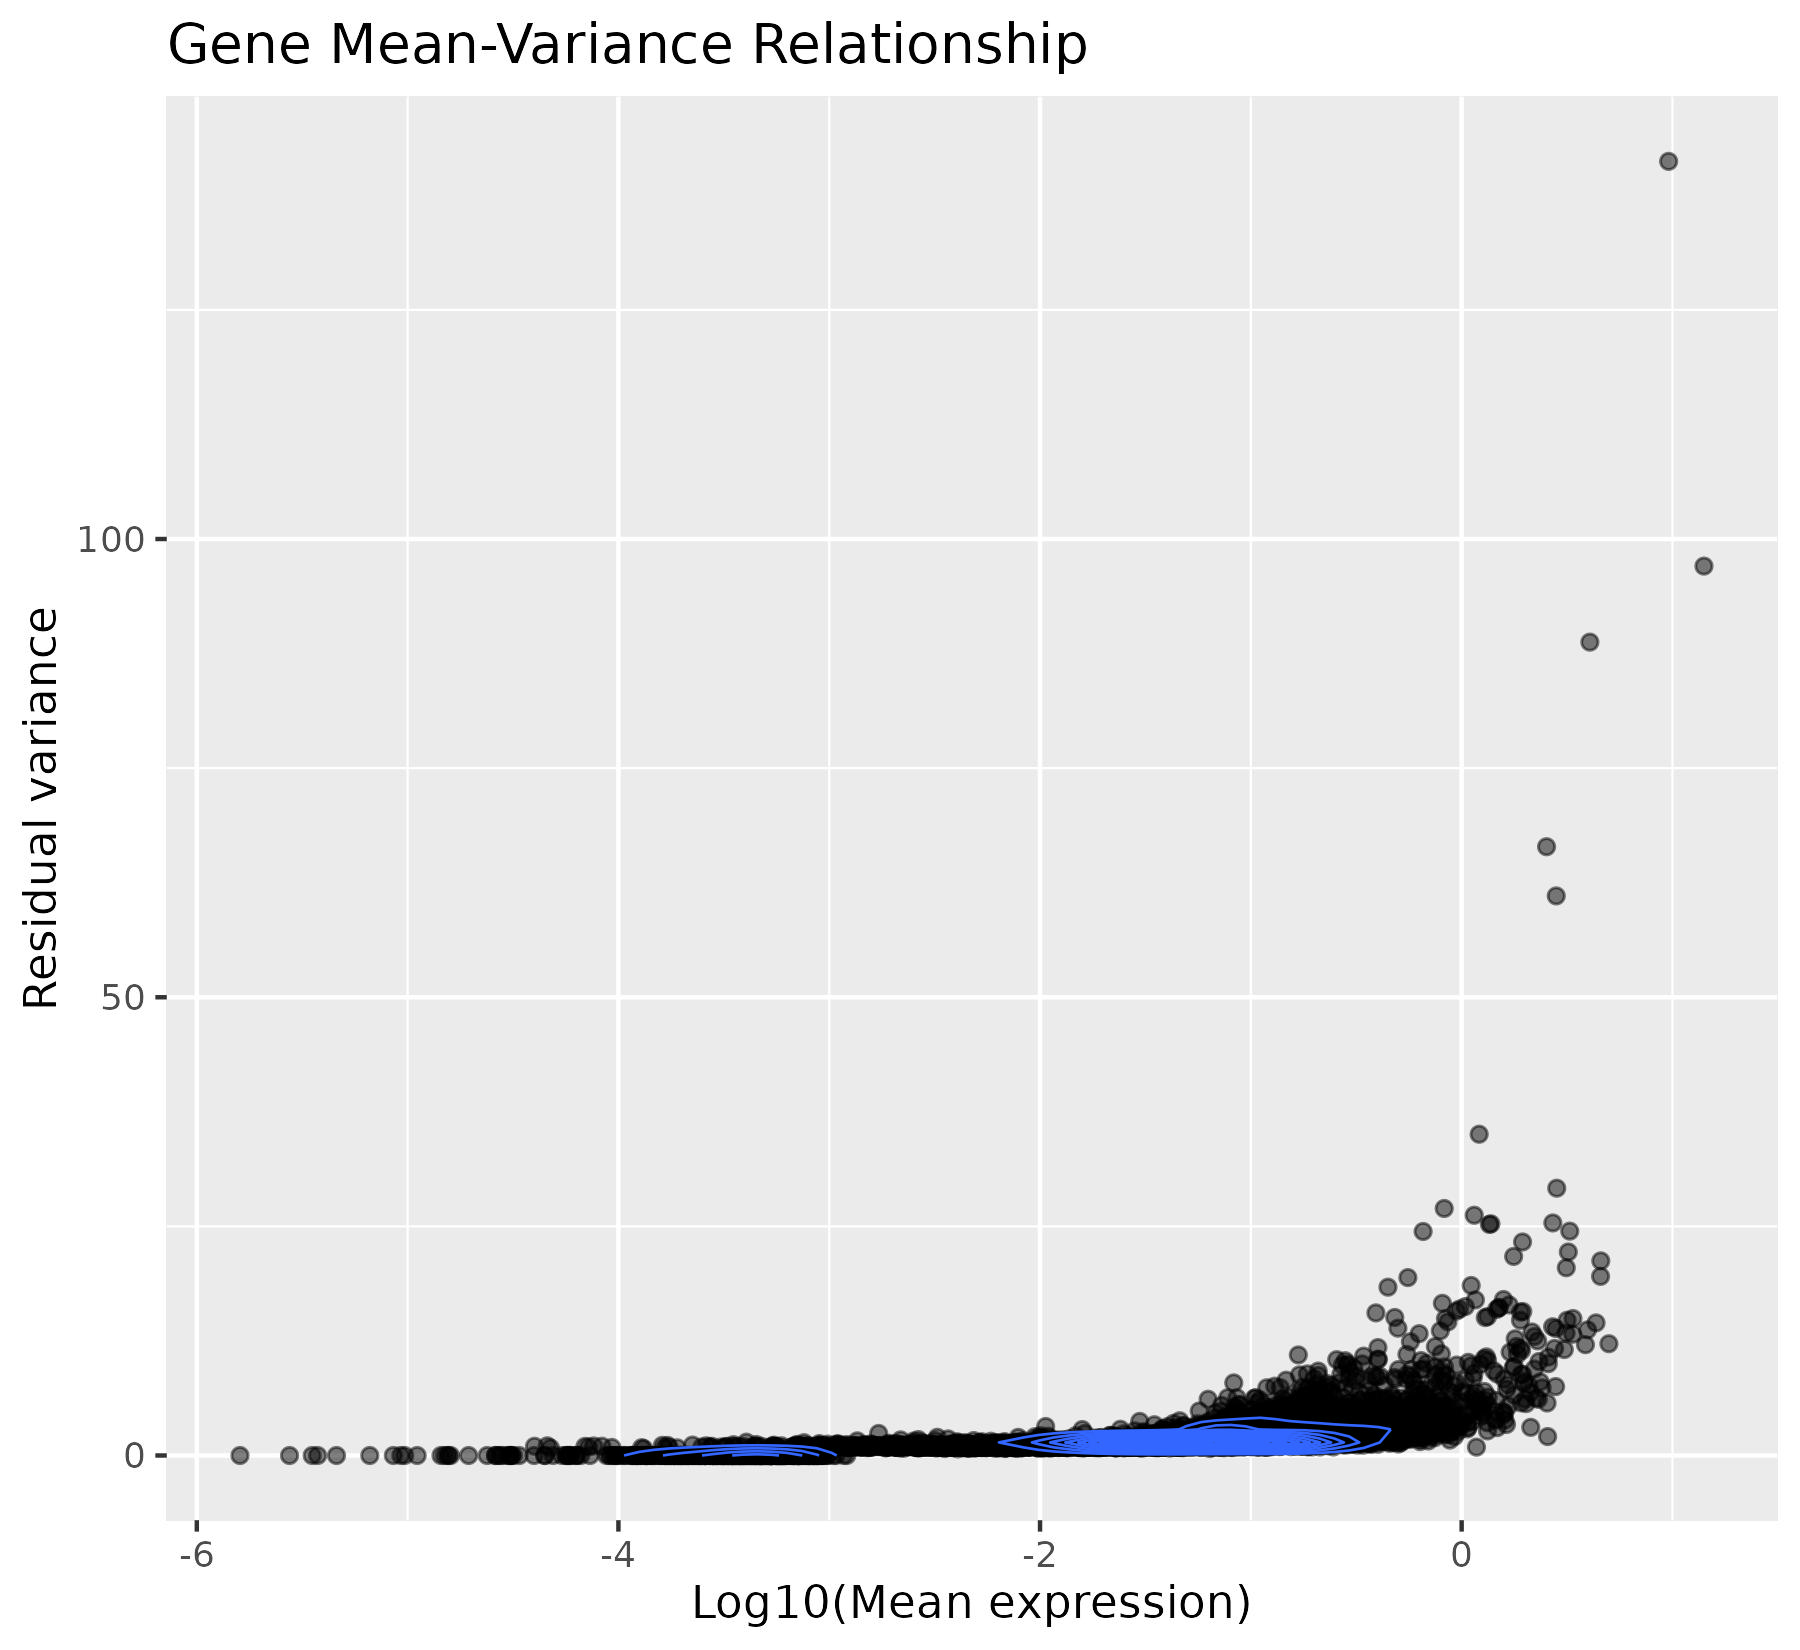 Gene Mean-Variance Relationship
Residual variance
100
50
0
-6 -4 -2 0
Log10(Mean expression)